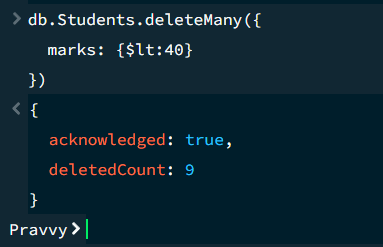 > db.Students.deleteMany({
marks: {$lt:40}
})
< {
acknowledged: true,
deletedCount: 9
}
Pravvy>